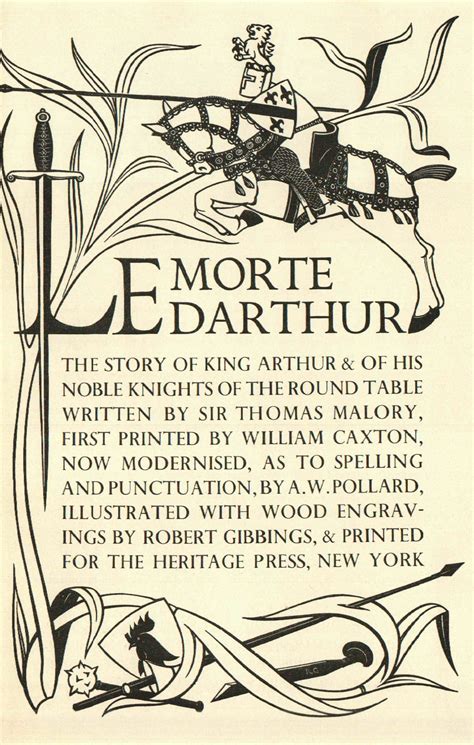 LE MORTE
DARTHUR
THE STORY OF KING ARTHUR & OF HIS
NOBLE KNIGHTS OF THE ROUND TABLE
WRITTEN BY SIR THOMAS MALORY,
FIRST PRINTED BY WILLIAM CAXTON,
NOW MODERNISED, AS TO SPELLING
AND PUNCTUATION, BY A.W. POLLARD,
ILLUSTRATED WITH WOOD ENGRAV-
INGS BY ROBERT GIBBINGS, & PRINTED
FOR THE HERITAGE PRESS, NEW YORK